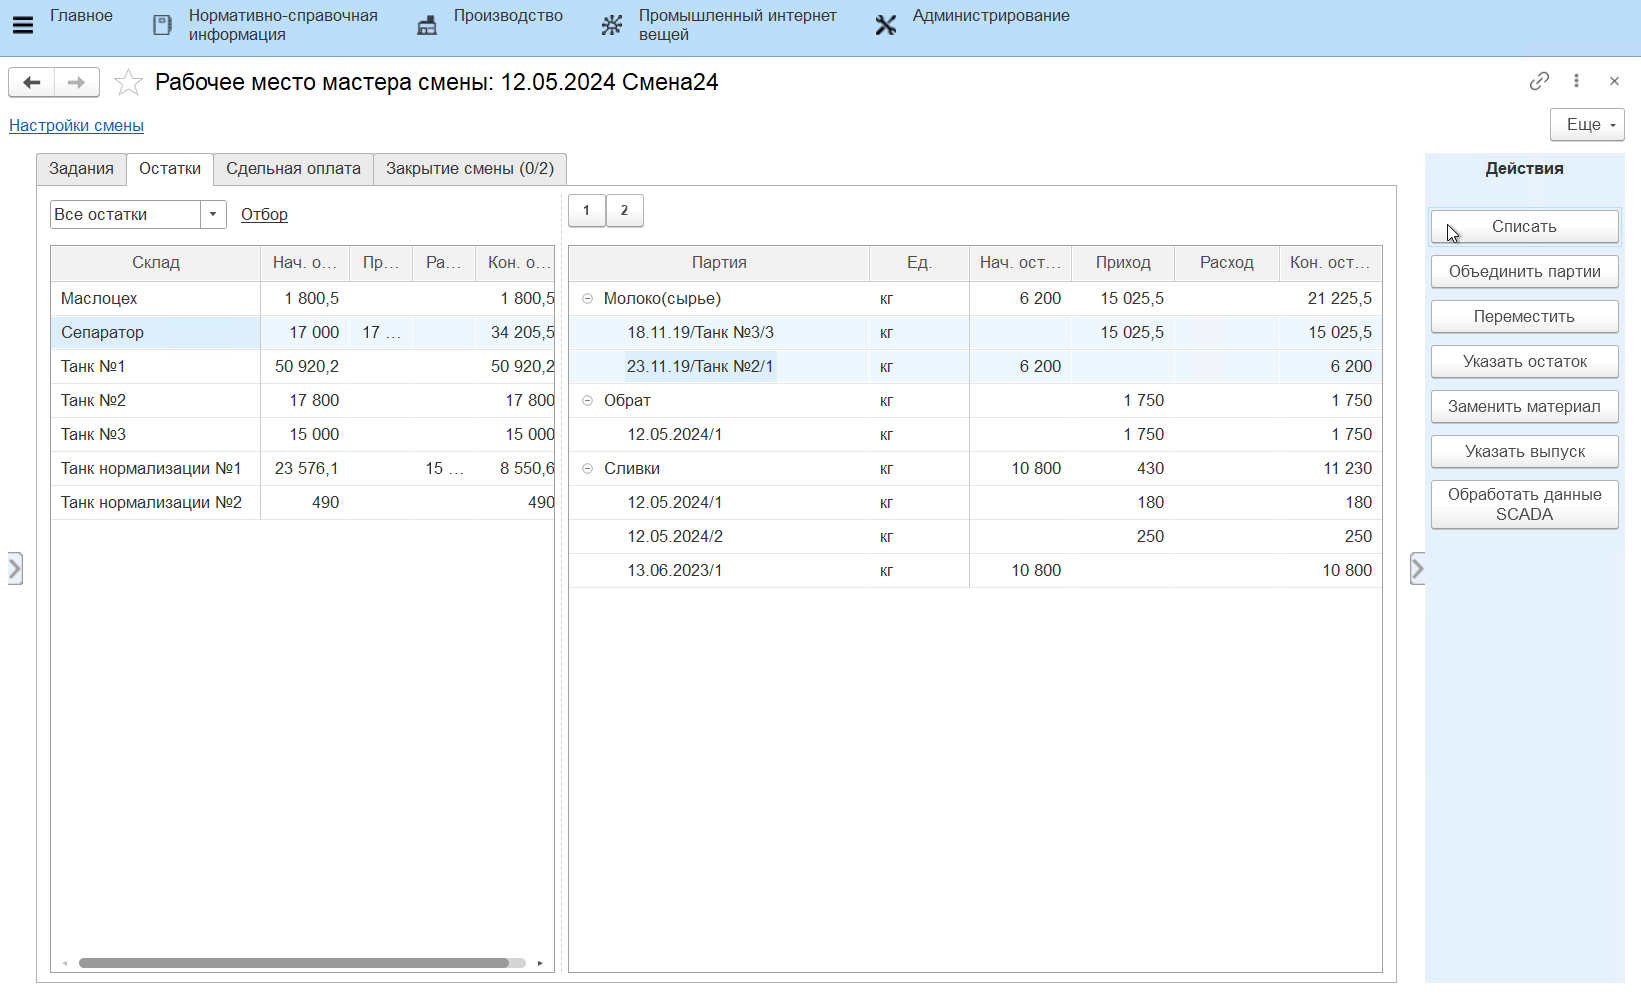 Главное
Нормативно-справочная
информация
Производство
Промышленный интернет
вещей
Администрирование
Рабочее место мастера смены: 12.05.2024 Смена24
Настройки смены
Еще
Задания Остатки Сдельная оплата Закрытие смены (0/2)
Все остатки Отбор 1 2
Склад Нач. о... Пр... Ра... Кон. о...
Маслоцех 1 800,5 1 800,5
Сепаратор 17 000 17 ... 34 205,5
Танк №1 50 920,2 50 920,2
Танк №2 17 800 17 800
Танк №3 15 000 15 000
Танк нормализации №1 23 576,1 15 ... 8 550,6
Танк нормализации №2 490 490
Партия Ед. Нач. ост... Приход Расход Кон. ост...
Молоко(сырье) кг 6 200 15 025,5 21 225,5
18.11.19/Танк №3/3 кг 15 025,5 15 025,5
23.11.19/Танк №2/1 кг 6 200 6 200
Обрат кг 1 750 1 750
12.05.2024/1 кг 1 750 1 750
Сливки кг 10 800 430 11 230
12.05.2024/1 кг 180 180
12.05.2024/2 кг 250 250
13.06.2023/1 кг 10 800 10 800
Действия
Списать
Объединить партии
Переместить
Указать остаток
Заменить материал
Указать выпуск
Обработать данные
SCADA